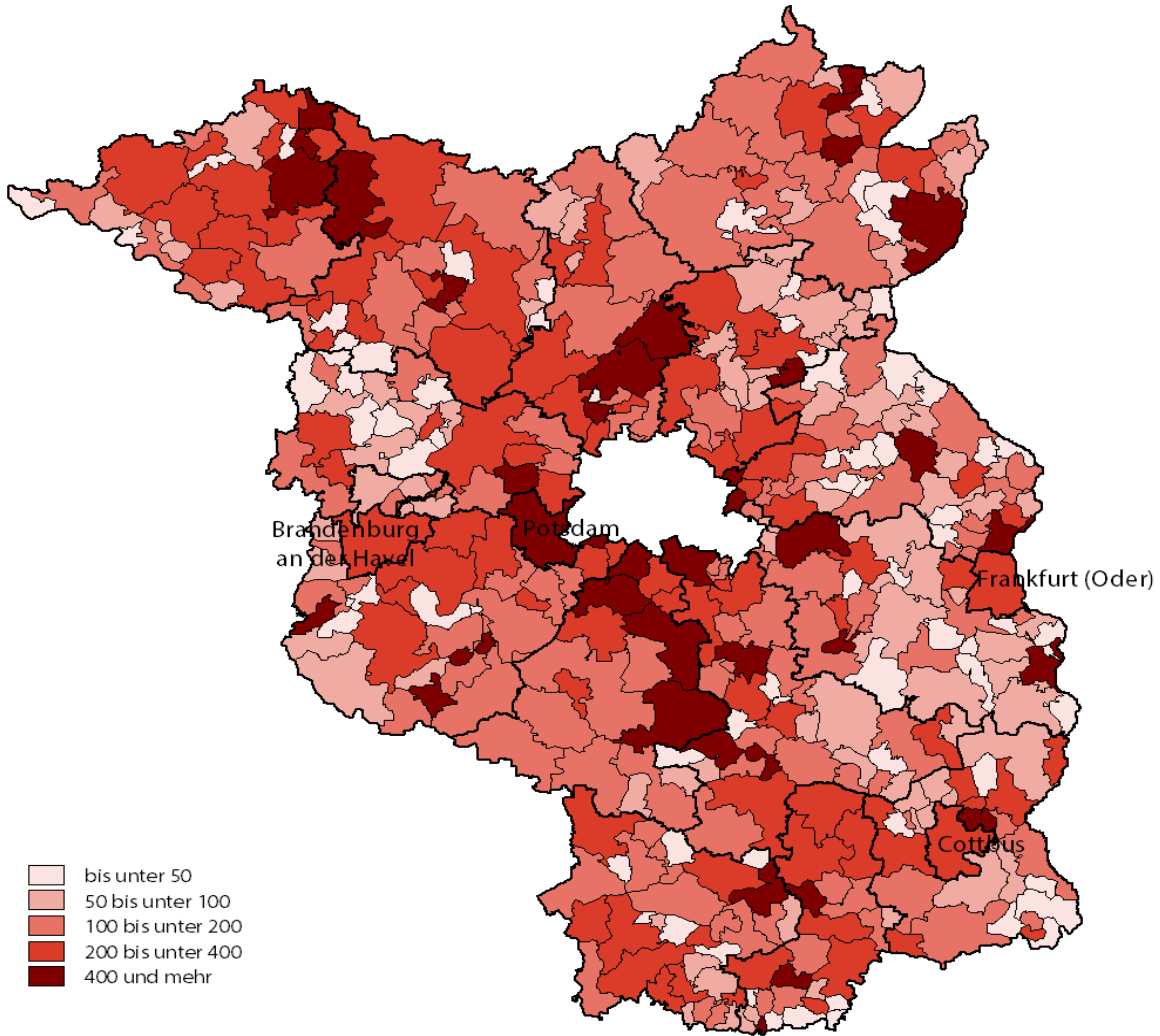 Brandenburg
an der Havel
Potsdam
Frankfurt (Oder)
Cottbus
bis unter 50
50 bis unter 100
100 bis unter 200
200 bis unter 400
400 und mehr